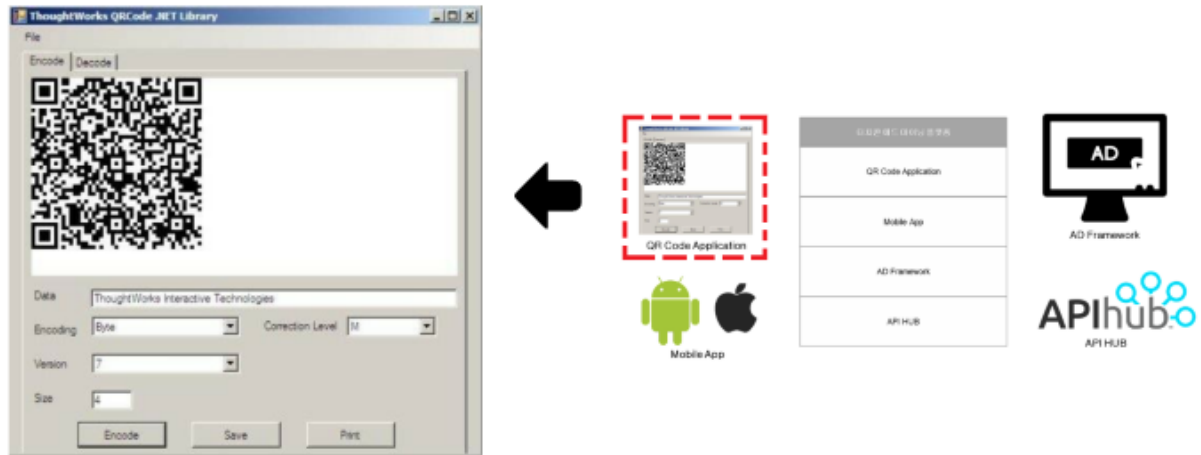 ThoughtWorks QRCode .NET Library
File
Encode Decode
Data ThoughtWorks Interactive Technologies
Encoding Byte Correction Level M
Version 7
Size 4
Encode Save Print
QR Code Application
Mobile App
QR Code Application
Mobile App
AD Framework
API HUB
AD
AD Framework
APIhub
API HUB